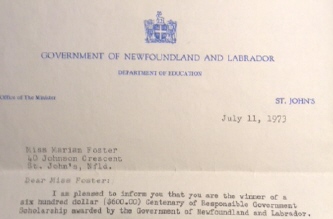 GOVERNMENT OF NEWFOUNDLAND AND LABRADOR
DEPARTMENT OF EDUCATION
Office of The Minister
ST. JOHN'S
July 11, 1973
Miss Marian Foster
40 Johnson Crescent
St. John's, Nfld.
Dear Miss Foster:
I am pleased to inform you that you are the winner of a
six hundred dollar ($600.00) Centenary of Responsible Government
Scholarship awarded by the Government of Newfoundland and Labrador.